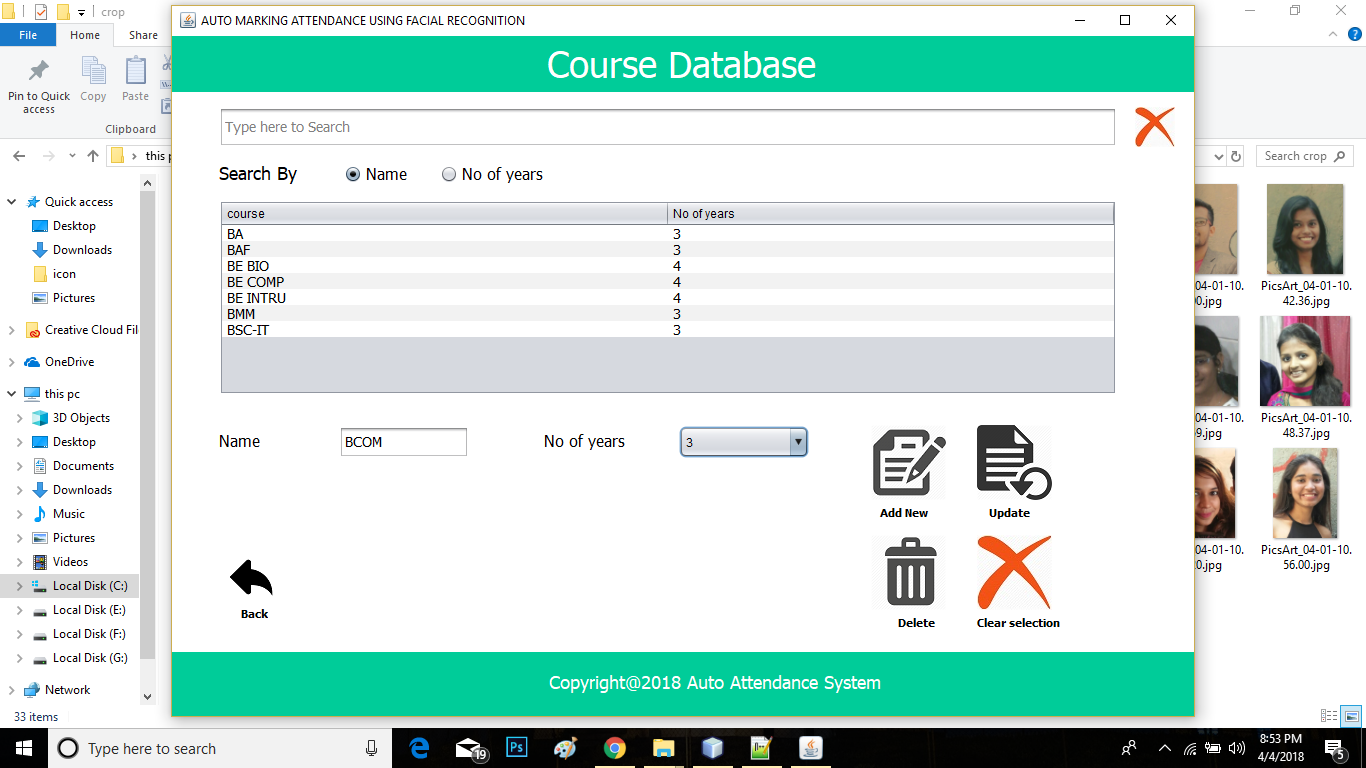 crop
AUTO MARKING ATTENDANCE USING FACIAL RECOGNITION
File
Home
Share
Course Database
Pin to Quick
access
Copy
Paste
Clipboard
Type here to Search
this
Search crop
Search By
Name
No of years
course
No of years
BA
3
BAF
3
BE BIO
4
BE COMP
4
BE INTRU
4
BMM
3
BSC-IT
3
Quick access
Desktop
Downloads
icon
Pictures
Creative Cloud Fil
OneDrive
this pc
3D Objects
Desktop
Documents
Downloads
Music
Pictures
Videos
Local Disk (C:)
Local Disk (E:)
Local Disk (F:)
Local Disk (G:)
Network
33 items
Name
BCOM
No of years
3
Add New
Update
Delete
Clear selection
Back
Copyright@2018 Auto Attendance System
04-01-10.
0.jpg
PicsArt_04-01-10.
42.36.jpg
04-01-10.
9.jpg
PicsArt_04-01-10.
48.37.jpg
04-01-10.
0.jpg
PicsArt_04-01-10.
56.00.jpg
Type here to search
19
Ps
8:53 PM
4/4/2018
5